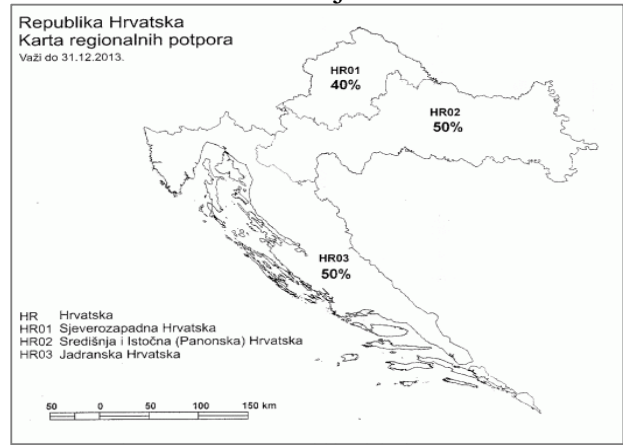 Republika Hrvatska
Karta regionalnih potpora
Važi do 31.12.2013.
HR01
40%
HR02
50%
HR03
50%
HR Hrvatska
HR01 Sjeverozapadna Hrvatska
HR02 Središnja i Istočna (Panonska) Hrvatska
HR03 Jadranska Hrvatska
50 0 50 100 150 km